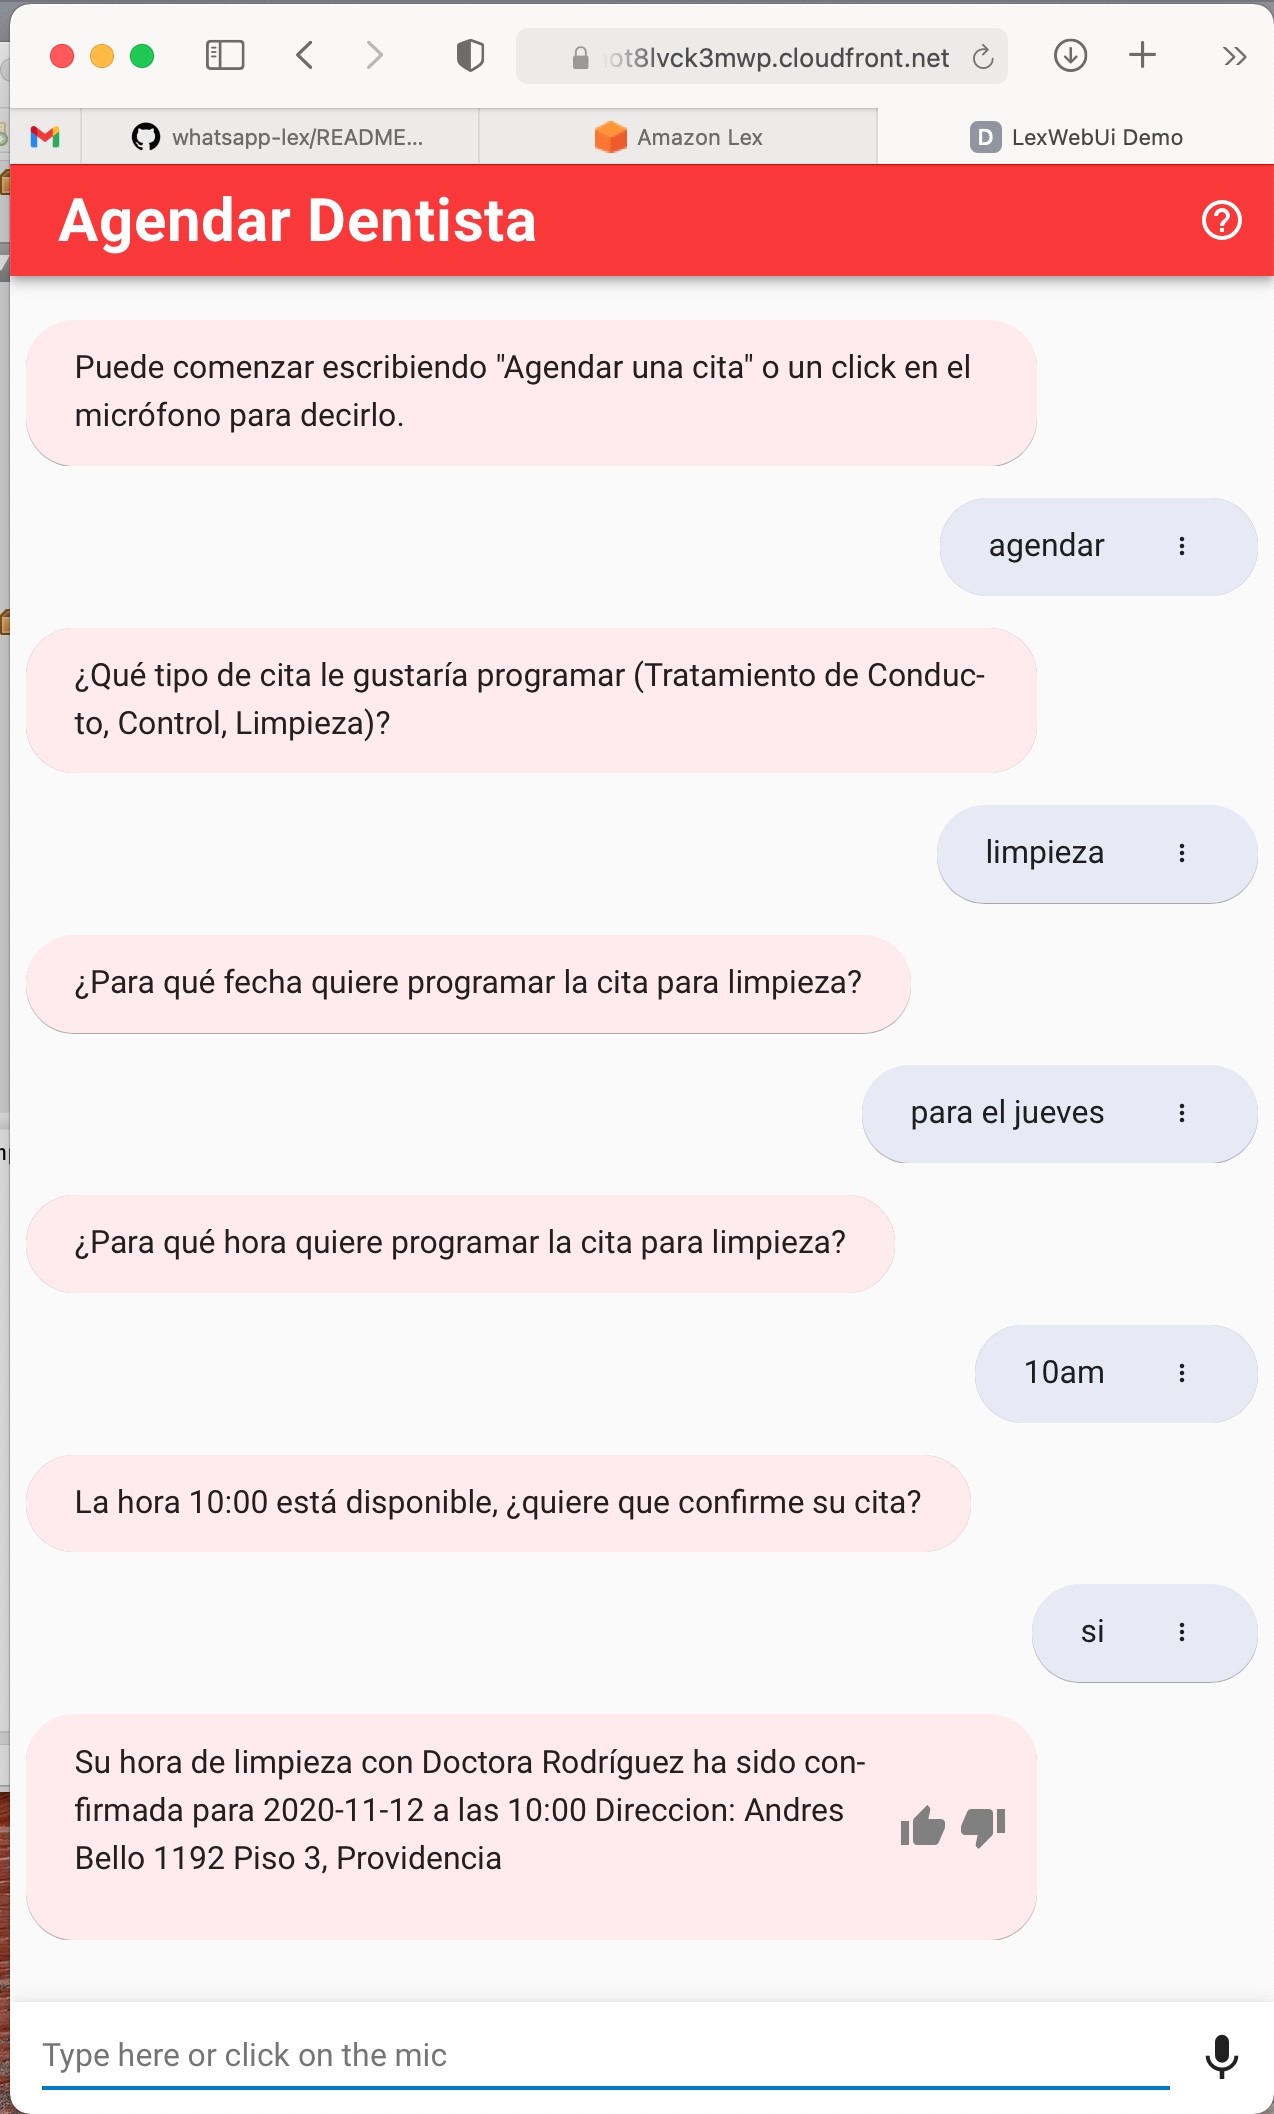 ot8lvck3mwp.cloudfront.net
whatsapp-lex/README...
Amazon Lex
D LexWebUi Demo
Agendar Dentista
Puede comenzar escribiendo "Agendar una cita" o un click en el
micrófono para decirlo.
agendar
¿Qué tipo de cita le gustaría programar (Tratamiento de Conduc-
to, Control, Limpieza)?
limpieza
¿Para qué fecha quiere programar la cita para limpieza?
para el jueves
¿Para qué hora quiere programar la cita para limpieza?
10am
La hora 10:00 está disponible, ¿quiere que confirme su cita?
si
Su hora de limpieza con Doctora Rodríguez ha sido con-
firmada para 2020-11-12 a las 10:00 Direccion: Andres
Bello 1192 Piso 3, Providencia
Type here or click on the mic